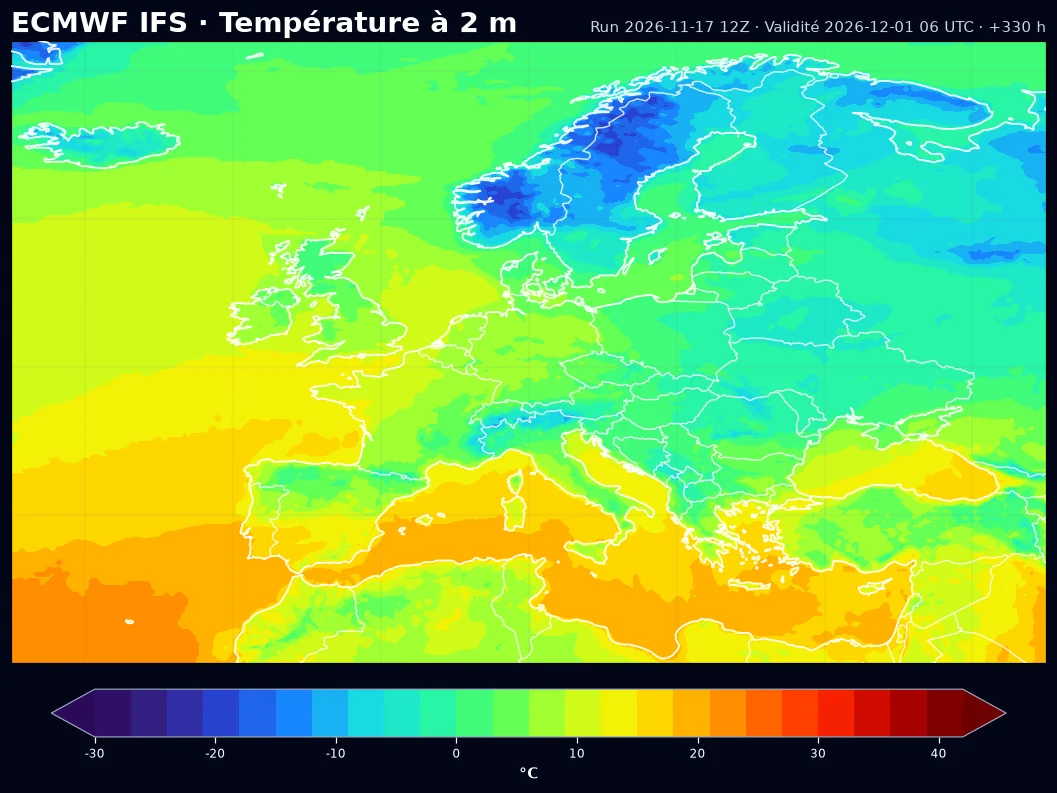 ECMWF IFS · Température à 2 m
Run 2026-11-17 12Z · Validité 2026-12-01 06 UTC · +330 h
-30 -20 -10 0 10 20 30 40
°C